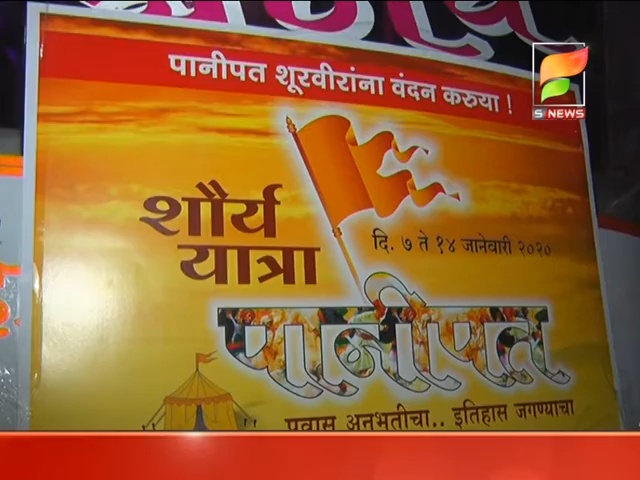 पानीपत शूरवीरांना वंदन करुया !
S NEWS
शौर्य
यात्रा
दि. ७ ते १४ जानेवारी २०२०
पानीपत
प्रवास अनुभूतीचा.. इतिहास जगण्याचा